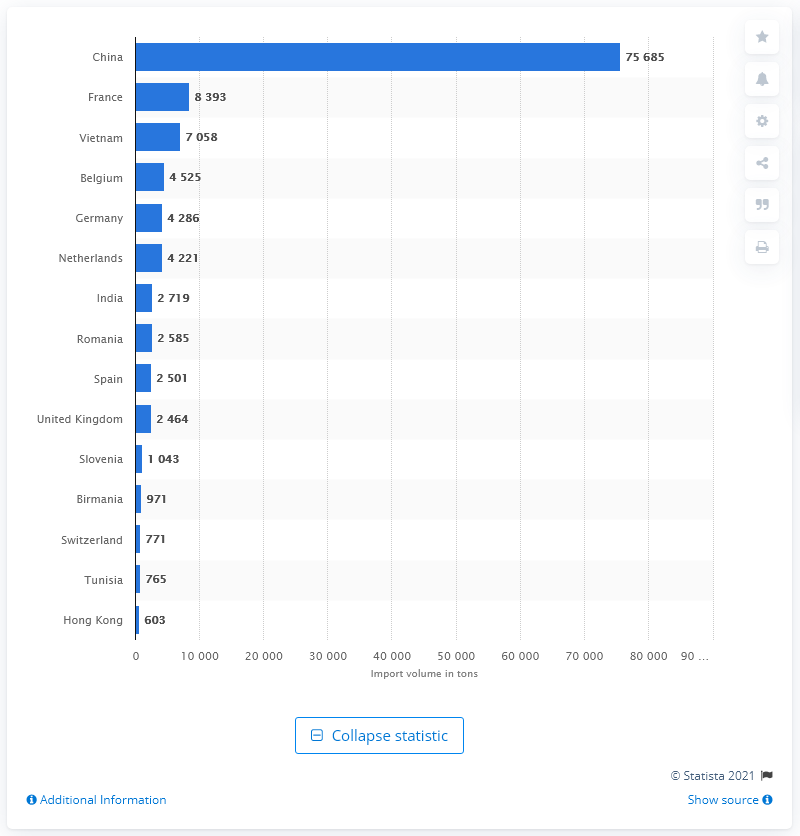 China 75 685
France 8 393
Vietnam 7 058
Belgium 4 525
Germany 4 286
Netherlands 4 221
India 2 719
Romania 2 585
Spain 2 501
United Kingdom 2 464
Slovenia 1 043
Birmania 971
Switzerland 771
Tunisia 765
Hong Kong 603
0 10 000 20 000 30 000 40 000 50 000 60 000 70 000 80 000 90 ...
Import volume in tons
Collapse statistic
© Statista 2021
Additional Information Show source